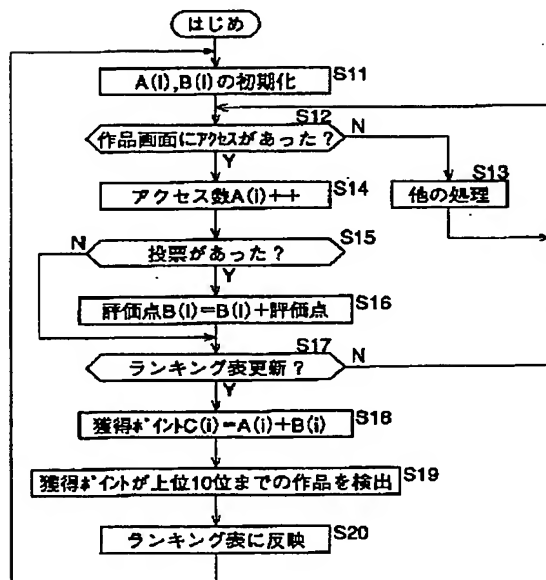 はじめ
A(i),B(i)の初期化 S11
S12
作品画面にアクセスがあった? N
Y
S13
他の処理
アクセス数A(i)++ S14
N 投票があった? S15
Y
評価点B(i)=B(i)+評価点 S16
S17
ランキング表更新? N
Y
獲得ポイントC(i)=A(i)+B(i) S18
獲得ポイントが上位10位までの作品を検出 S19
ランキング表に反映 S20